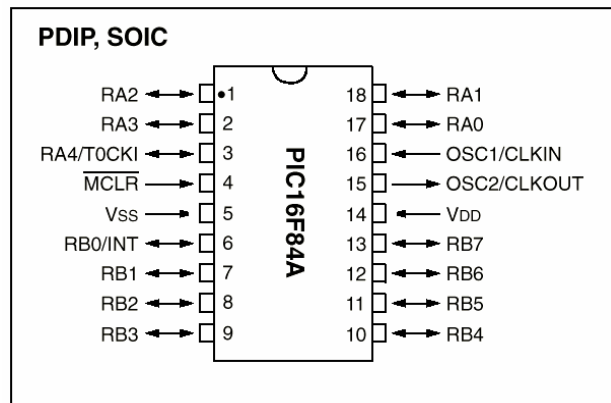 PDIP, SOIC
RA2 1 18 RA1
RA3 2 17 RA0
RA4/T0CKI 3 16 OSC1/CLKIN
MCLR 4 15 OSC2/CLKOUT
VSS 5 14 VDD
RB0/INT 6 13 RB7
RB1 7 12 RB6
RB2 8 11 RB5
RB3 9 10 RB4
PIC16F84A